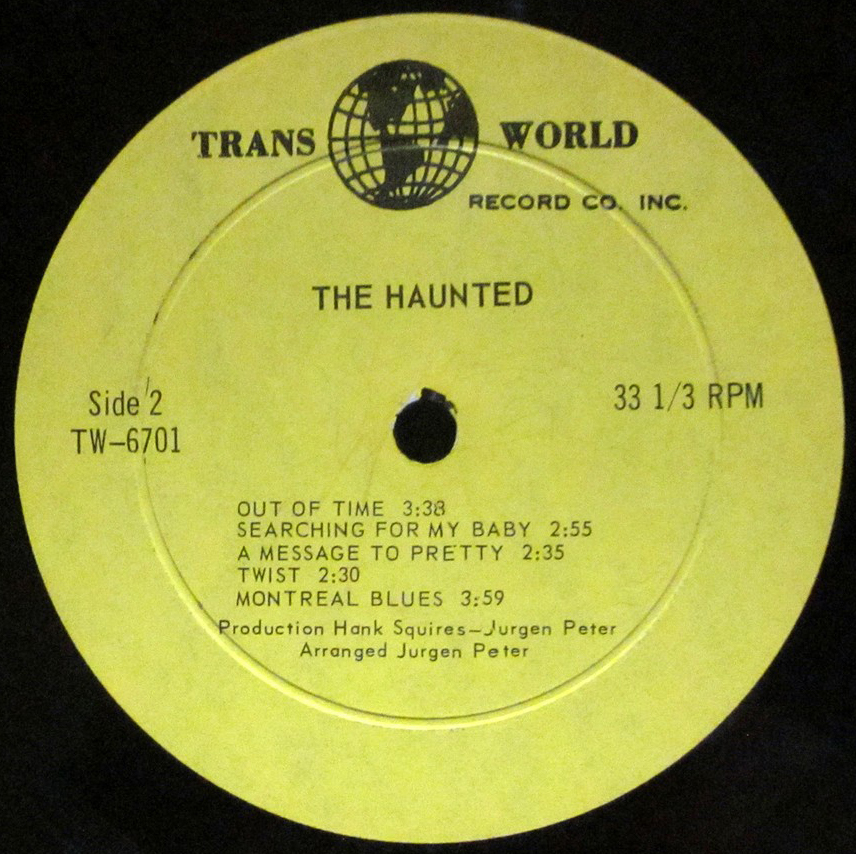 TRANS WORLD
RECORD CO. INC.
THE HAUNTED
Side 2
TW-6701
33 1/3 RPM
OUT OF TIME 3:38
SEARCHING FOR MY BABY 2:55
A MESSAGE TO PRETTY 2:35
TWIST 2:30
MONTREAL BLUES 3:59
Production Hank Squires-Jurgen Peter
Arranged Jurgen Peter